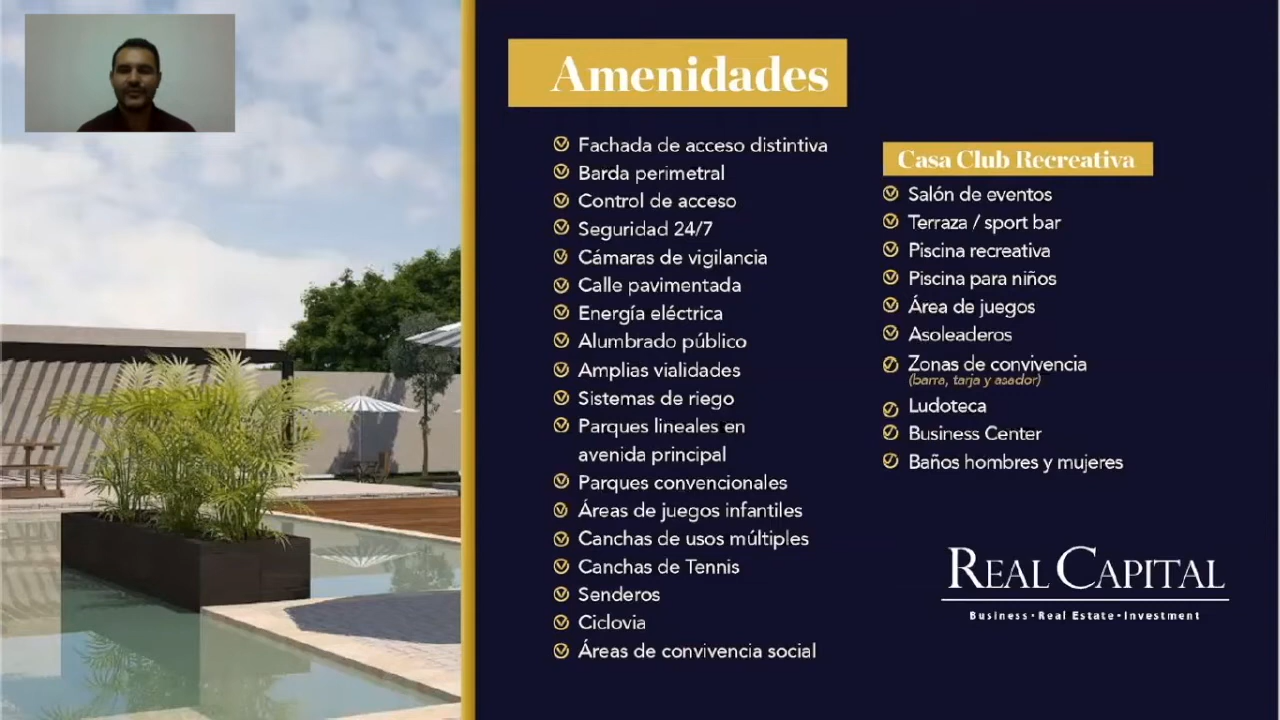 Amenidades
Fachada de acceso distintiva
Barda perimetral
Control de acceso
Seguridad 24/7
Cámaras de vigilancia
Calle pavimentada
Energía eléctrica
Alumbrado público
Amplias vialidades
Sistemas de riego
Parques lineales en
avenida principal
Parques convencionales
Áreas de juegos infantiles
Canchas de usos múltiples
Canchas de Tennis
Senderos
Ciclovia
Áreas de convivencia social
Casa Club Recreativa
Salón de eventos
Terraza / sport bar
Piscina recreativa
Piscina para niños
Área de juegos
Asoleaderos
Zonas de convivencia
(barra, tarja y asador)
Ludoteca
Business Center
Baños hombres y mujeres
REAL CAPITAL
Business · Real Estate · Investment